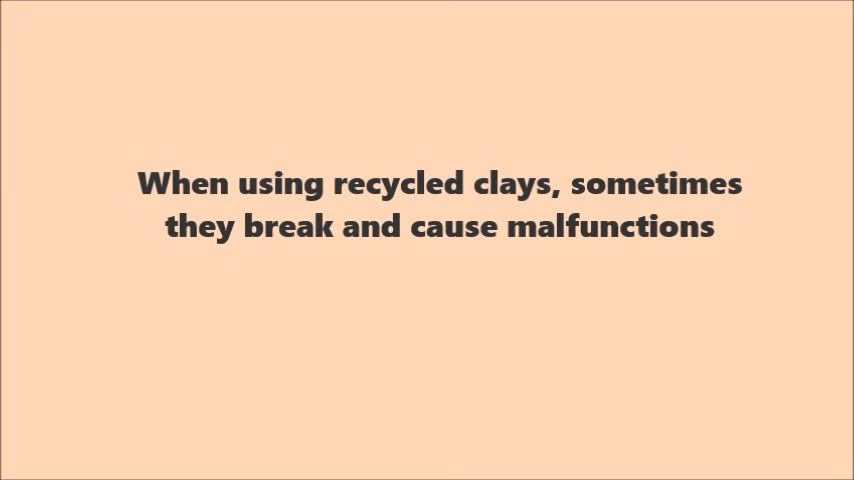 When using recycled clays, sometimes
they break and cause malfunctions